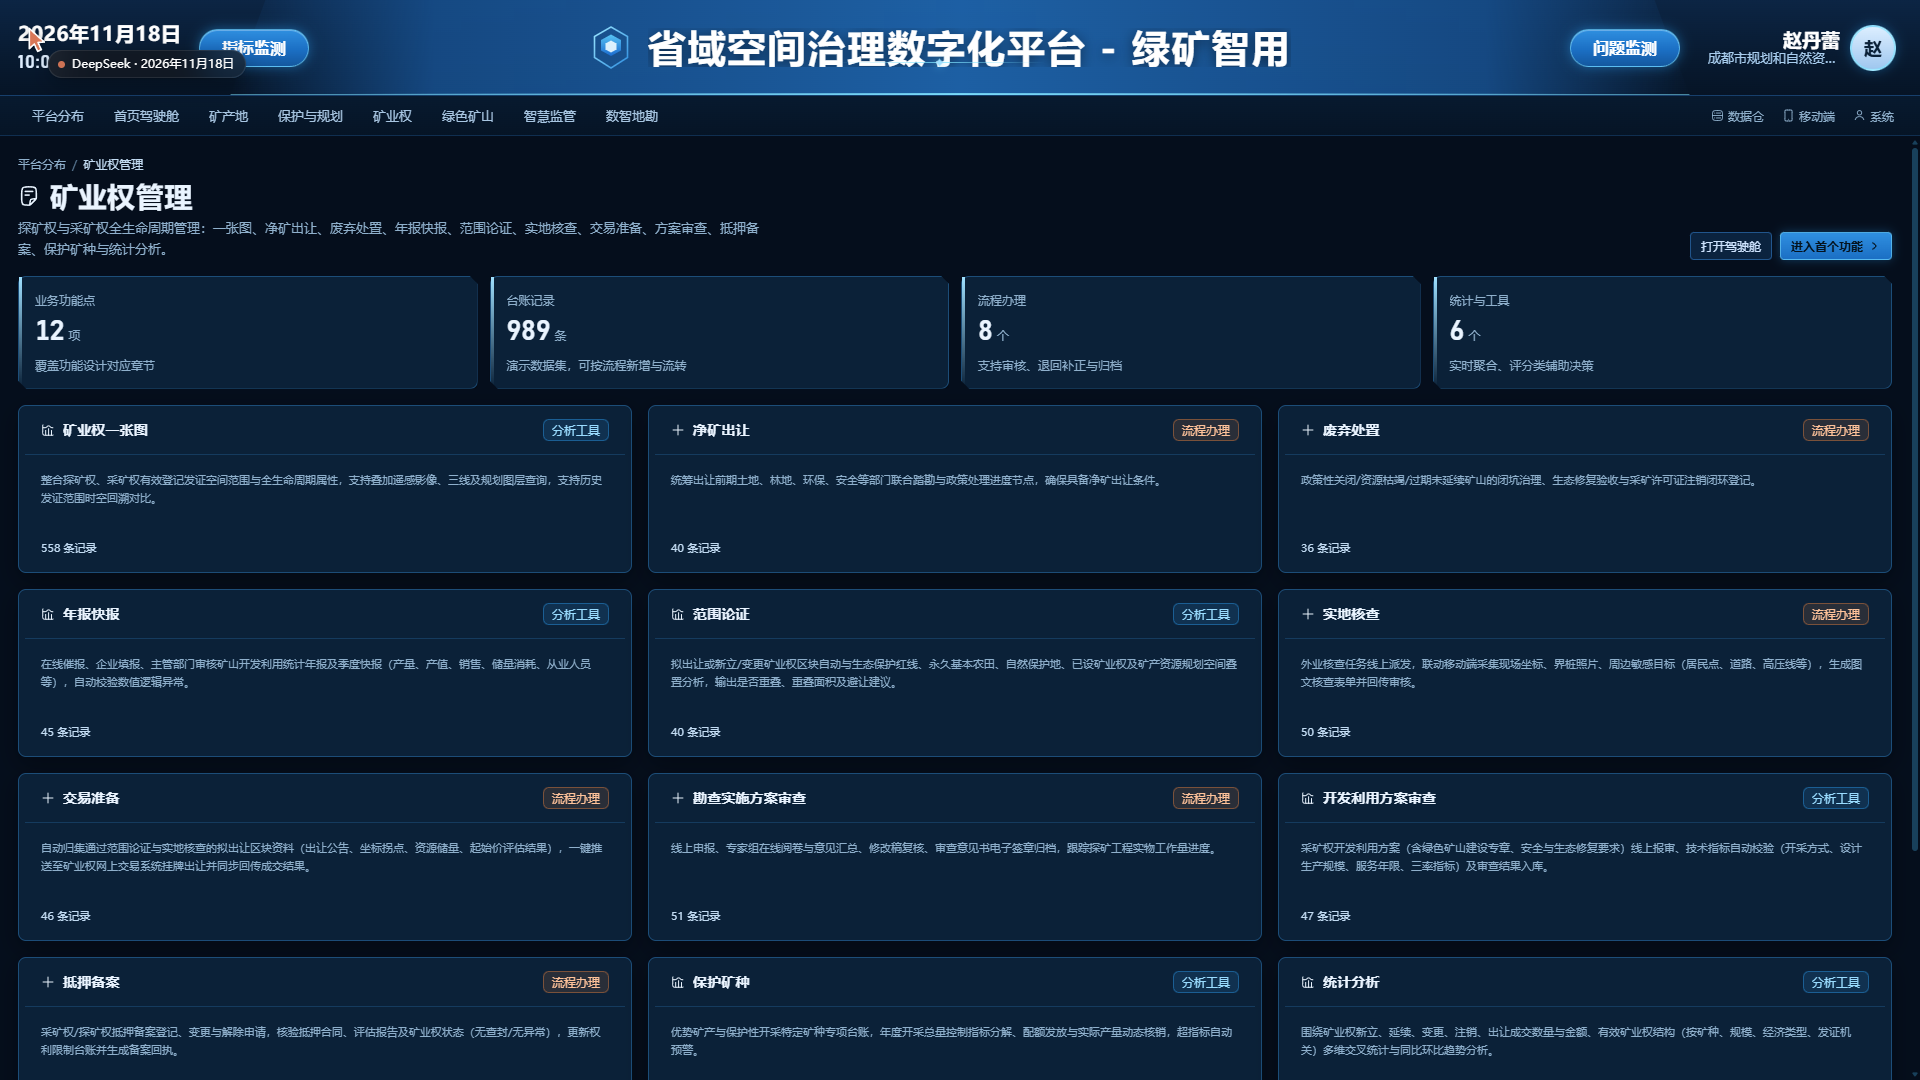 2026年11月18日
10:0
DeepSeek · 2026年11月18日
指标监测
省域空间治理数字化平台 - 绿矿智用
问题监测
赵丹蕾
成都市规划和自然资...
赵
平台分布
首页驾驶舱
矿产地
保护与规划
矿业权
绿色矿山
智慧监管
数智地勘
数据仓
移动端
系统
平台分布 / 矿业权管理
矿业权管理
探矿权与采矿权全生命周期管理：一张图、净矿出让、废弃处置、年报快报、范围论证、实地核查、交易准备、方案审查、抵押备
案、保护矿种与统计分析。
打开驾驶舱
进入首个功能
业务功能点
12 项
覆盖功能设计对应章节
台账记录
989 条
演示数据集，可按流程新增与流转
流程办理
8 个
支持审核、退回补正与归档
统计与工具
6 个
实时聚合、评分类辅助决策
矿业权一张图
分析工具
整合探矿权、采矿权有效登记发证空间范围与全生命周期属性，支持叠加遥感影像、三线及规划图层查询，支持历史
发证范围时空回溯对比。
558 条记录
净矿出让
流程办理
统筹出让前期土地、林地、环保、安全等部门联合踏勘与政策处理进度节点，确保具备净矿出让条件。
40 条记录
废弃处置
流程办理
政策性关闭/资源枯竭/过期未延续矿山的闭坑治理、生态修复验收与采矿许可证注销闭环登记。
36 条记录
年报快报
分析工具
在线催报、企业填报、主管部门审核矿山开发利用统计年报及季度快报（产量、产值、销售、储量消耗、从业人员
等），自动校验数值逻辑异常。
45 条记录
范围论证
分析工具
拟出让或新立/变更矿业权区块自动与生态保护红线、永久基本农田、自然保护地、已设矿业权及矿产资源规划空间叠
置分析，输出是否重叠、重叠面积及避让建议。
40 条记录
实地核查
流程办理
外业核查任务线上派发，联动移动端采集现场坐标、界桩照片、周边敏感目标（居民点、道路、高压线等），生成图
文核查表单并回传审核。
50 条记录
交易准备
流程办理
自动归集通过范围论证与实地核查的拟出让区块资料（出让公告、坐标拐点、资源储量、起始价评估结果），一键推
送至矿业权网上交易系统挂牌出让并同步回传成交结果。
46 条记录
勘查实施方案审查
流程办理
线上申报、专家组在线阅卷与意见汇总、修改稿复核、审查意见书电子签章归档，跟踪探矿工程实物工作量进度。
51 条记录
开发利用方案审查
分析工具
采矿权开发利用方案（含绿色矿山建设专章、安全与生态修复要求）线上报审、技术指标自动校验（开采方式、设计
生产规模、服务年限、三率指标）及审查结果入库。
47 条记录
抵押备案
流程办理
采矿权/探矿权抵押备案登记、变更与解除申请，核验抵押合同、评估报告及矿业权状态（无查封/无异常），更新权
利限制台账并生成备案回执。
保护矿种
分析工具
优势矿产与保护性开采特定矿种专项台账，年度开采总量控制指标分解、配额发放与实际产量动态核销，超指标自动
预警。
统计分析
分析工具
围绕矿业权新立、延续、变更、注销、出让成交数量与金额、有效矿业权结构（按矿种、规模、经济类型、发证机
关）多维交叉统计与同比环比趋势分析。